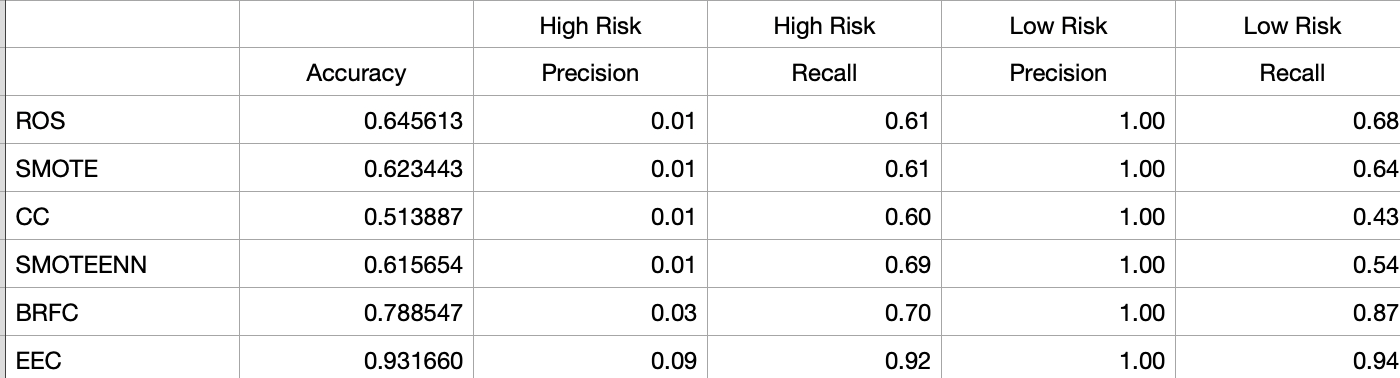 High Risk High Risk Low Risk Low Risk
Accuracy Precision Recall Precision Recall
ROS 0.645613 0.01 0.61 1.00 0.68
SMOTE 0.623443 0.01 0.61 1.00 0.64
CC 0.513887 0.01 0.60 1.00 0.43
SMOTEENN 0.615654 0.01 0.69 1.00 0.54
BRFC 0.788547 0.03 0.70 1.00 0.87
EEC 0.931660 0.09 0.92 1.00 0.94